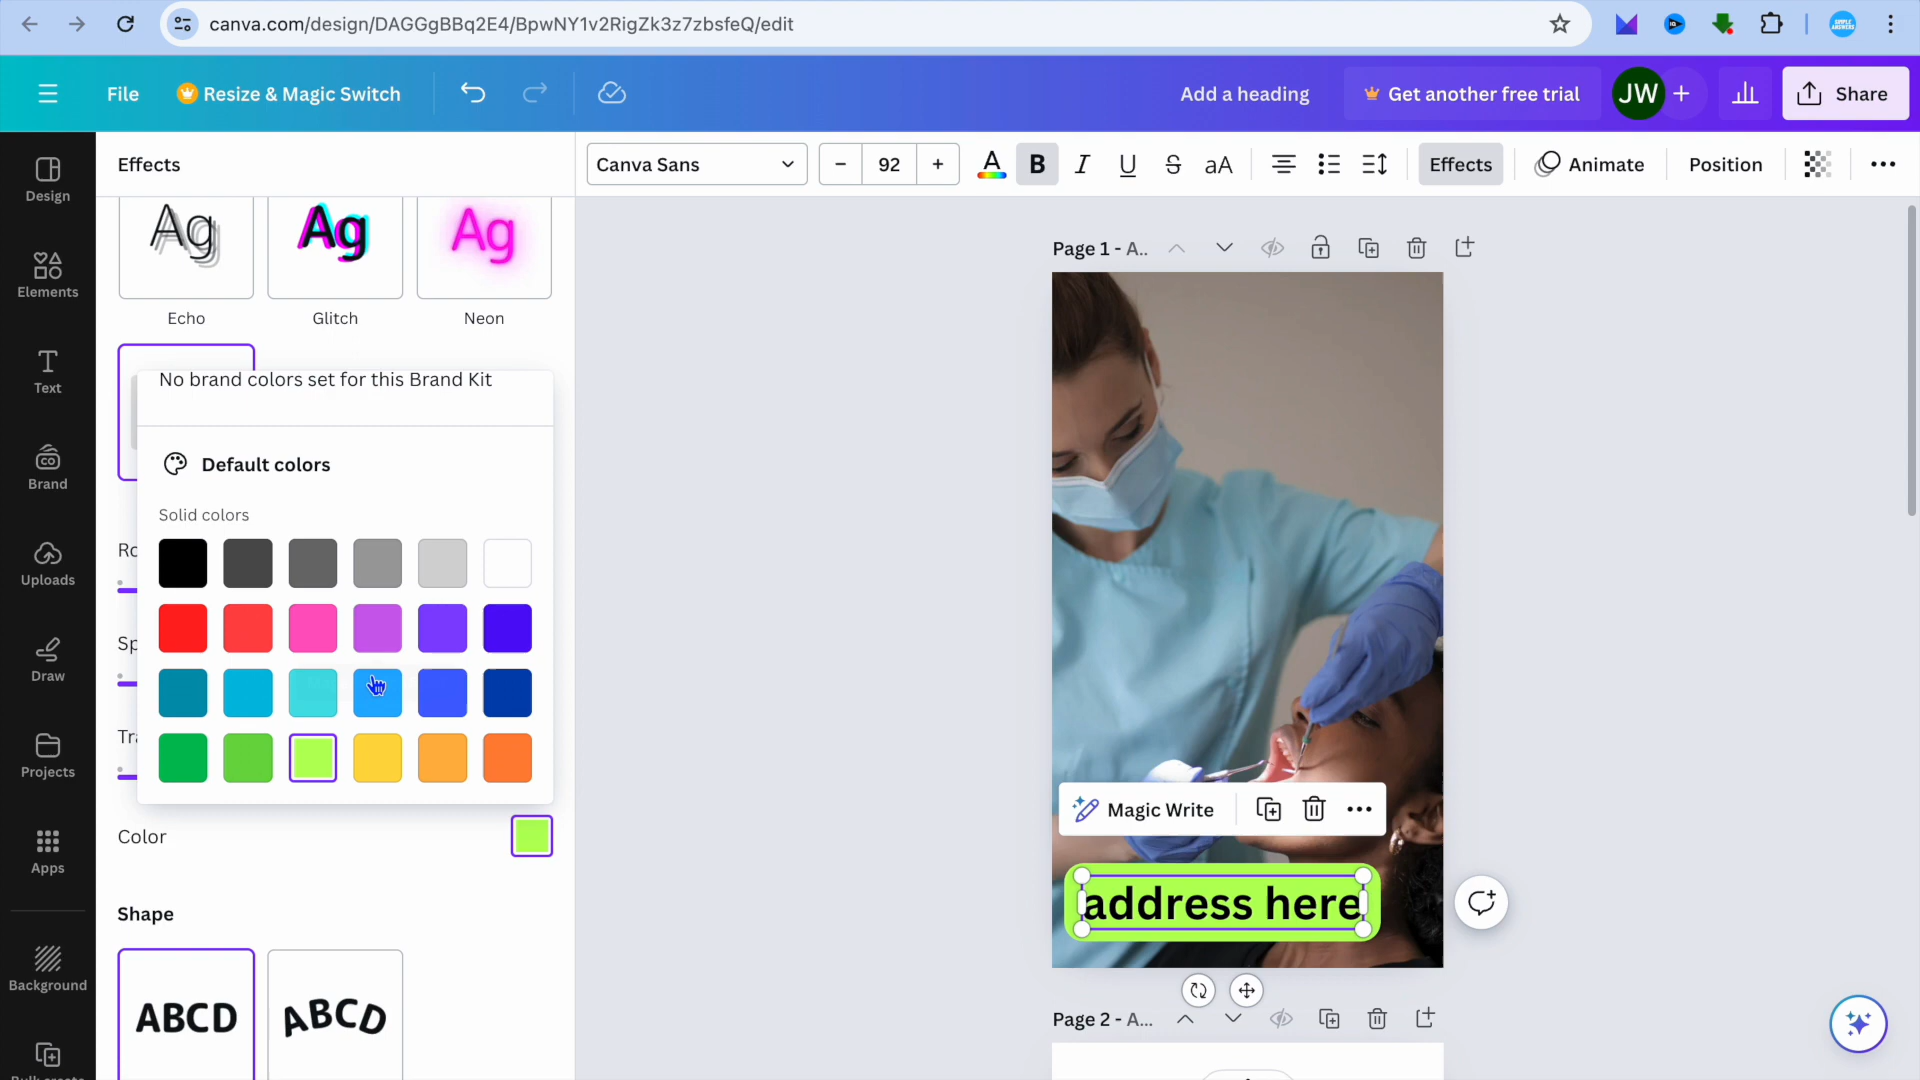 canva.com/design/DAGGgBBq2E4/BpwNY1v2RigZk3z7zbsfeQ/edit
File
Resize & Magic Switch
Add a heading
Get another free trial
JW
Share
Effects
Canva Sans
92
A
B
I
U
S
aA
Effects
Animate
Position
Design
Elements
Text
Brand
Uploads
Draw
Projects
Apps
Background
Ag
Ag
Ag
Echo
Glitch
Neon
No brand colors set for this Brand Kit
Default colors
Solid colors
Ro
Sp
Tra
Color
Shape
ABCD
ABCD
Page 1 - A..
Magic Write
address here
Page 2 - A...